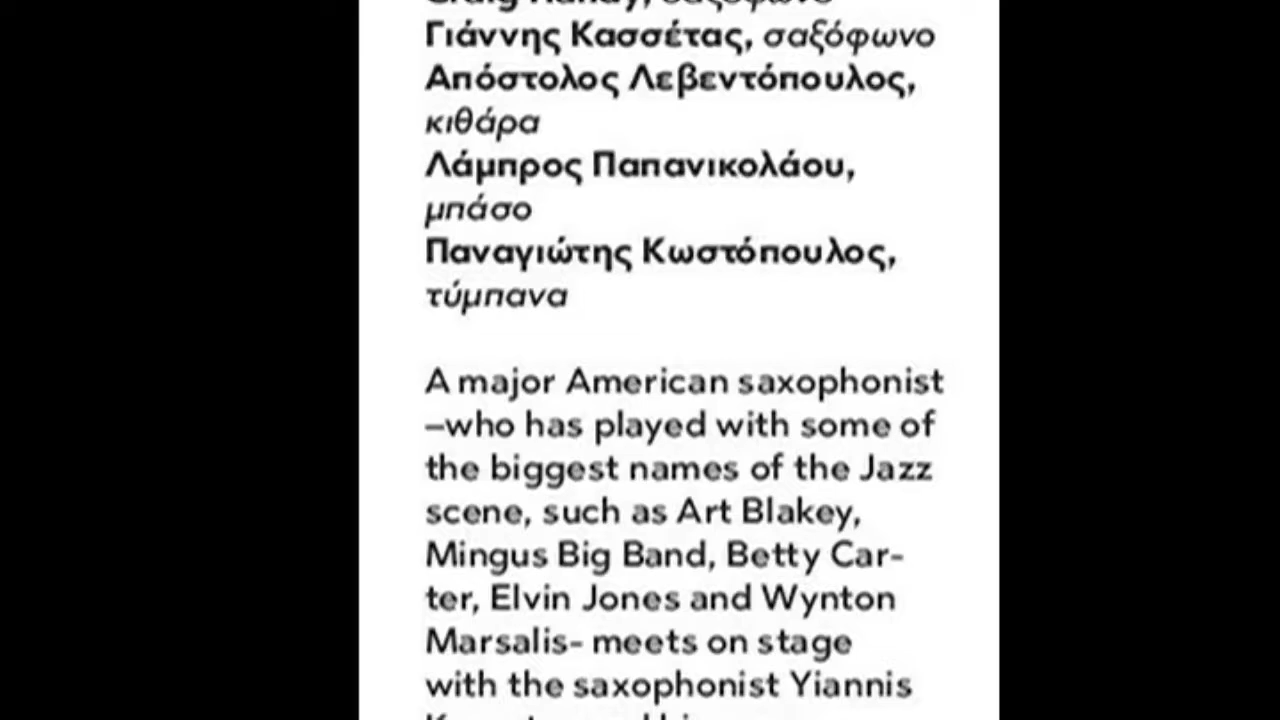 Γιάννης Κασσέτας, σαξόφωνο
Απόστολος Λεβεντόπουλος,
κιθάρα
Λάμπρος Παπανικολάου,
μπάσο
Παναγιώτης Κωστόπουλος,
τύμπανα
A major American saxophonist
–who has played with some of
the biggest names of the Jazz
scene, such as Art Blakey,
Mingus Big Band, Betty Car-
ter, Elvin Jones and Wynton
Marsalis- meets on stage
with the saxophonist Yiannis